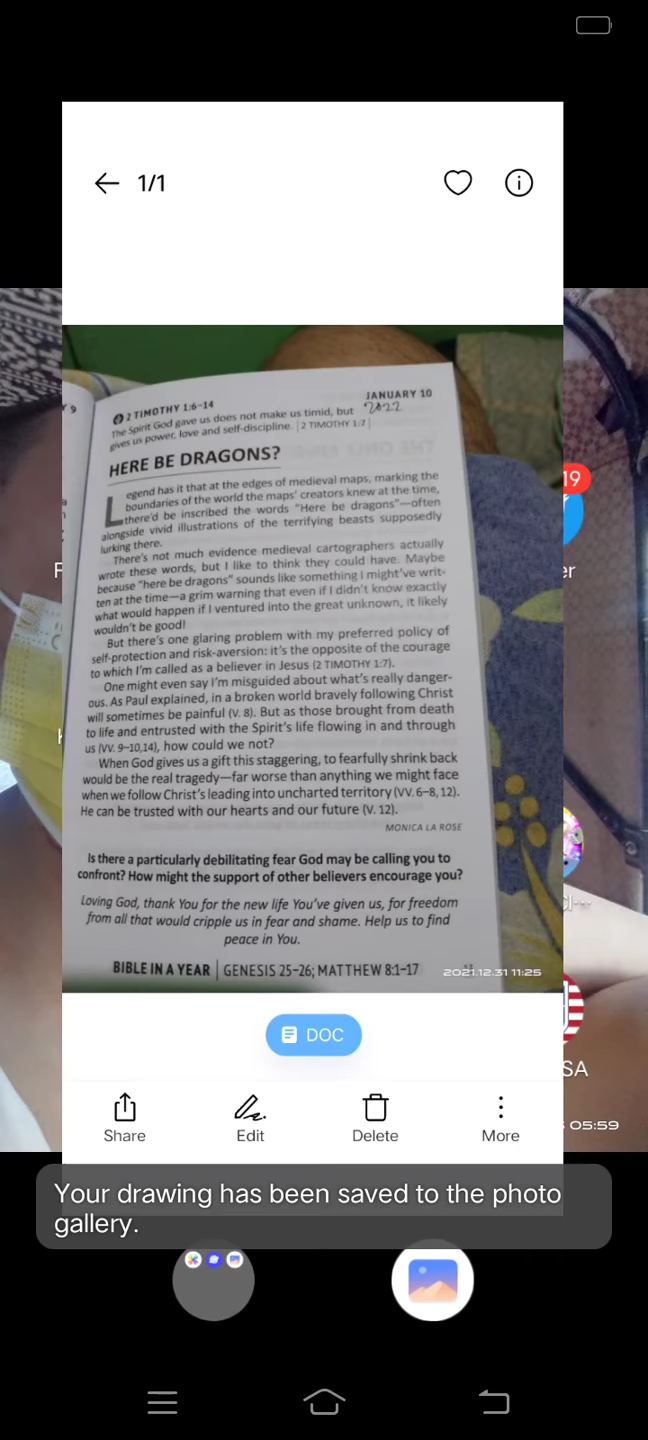 ← 1/1
Y 9
2 TIMOTHY 1:6–14
JANUARY 10
2022
The Spirit God gave us does not make us timid, but
gives us power, love and self-discipline. | 2 TIMOTHY 1:7 |
HERE BE DRAGONS?
Legend has it that at the edges of medieval maps, marking the
boundaries of the world the maps' creators knew at the time,
there'd be inscribed the words "Here be dragons"—often
alongside vivid illustrations of the terrifying beasts supposedly
lurking there.
There's not much evidence medieval cartographers actually
wrote these words, but I like to think they could have. Maybe
because "here be dragons" sounds like something I might've writ-
ten at the time—a grim warning that even if I didn't know exactly
what would happen if I ventured into the great unknown, it likely
wouldn't be good!
But there's one glaring problem with my preferred policy of
self-protection and risk-aversion: it's the opposite of the courage
to which I'm called as a believer in Jesus (2 TIMOTHY 1:7).
One might even say I'm misguided about what's really danger-
ous. As Paul explained, in a broken world bravely following Christ
will sometimes be painful (V. 8). But as those brought from death
to life and entrusted with the Spirit's life flowing in and through
us (VV. 9–10,14), how could we not?
When God gives us a gift this staggering, to fearfully shrink back
would be the real tragedy—far worse than anything we might face
when we follow Christ's leading into uncharted territory (VV. 6–8, 12).
He can be trusted with our hearts and our future (V. 12).
MONICA LA ROSE
Is there a particularly debilitating fear God may be calling you to
confront? How might the support of other believers encourage you?
Loving God, thank You for the new life You've given us, for freedom
from all that would cripple us in fear and shame. Help us to find
peace in You.
BIBLE IN A YEAR | GENESIS 25–26; MATTHEW 8:1–17
2021.12.31 11:25
19
er
SA
05:59
DOC
Share Edit Delete More
Your drawing has been saved to the photo
gallery.